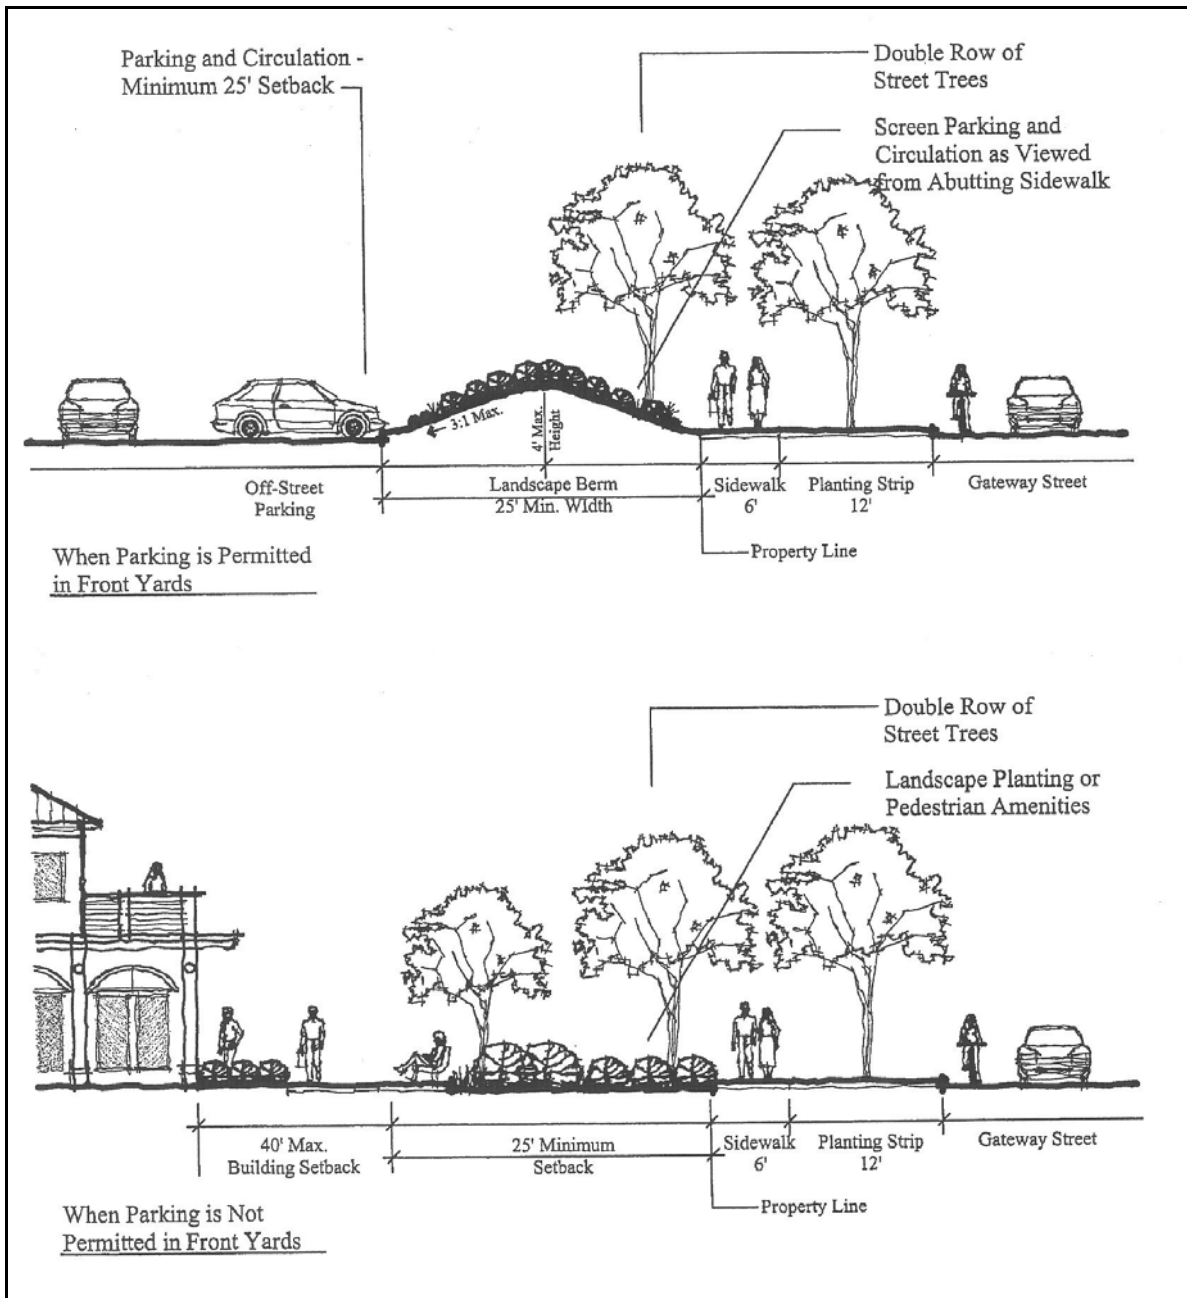 Parking and Circulation -
Minimum 25' Setback
Double Row of
Street Trees
Screen Parking and
Circulation as Viewed
from Abutting Sidewalk
3:1 Max.
4' Max.
Height
Off-Street
Parking
Landscape Berm
25' Min. WIdth
Sidewalk
6'
Planting Strip
12'
Gateway Street
Property Line
When Parking is Permitted
in Front Yards
Double Row of
Street Trees
Landscape Planting or
Pedestrian Amenities
40' Max.
Building Setback
25' Minimum
Setback
Sidewalk
6'
Planting Strip
12'
Gateway Street
Property Line
When Parking is Not
Permitted in Front Yards